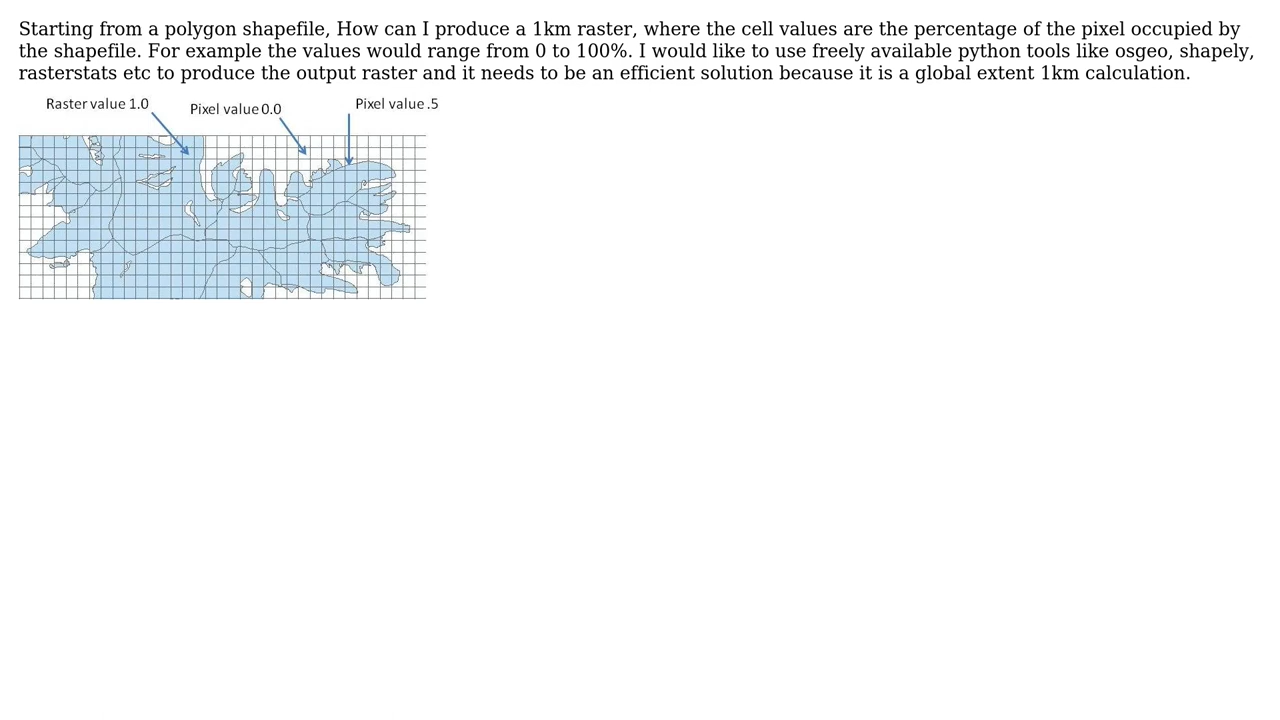 Starting from a polygon shapefile, How can I produce a 1km raster, where the cell values are the percentage of the pixel occupied by
the shapefile. For example the values would range from 0 to 100%. I would like to use freely available python tools like osgeo, shapely,
rasterstats etc to produce the output raster and it needs to be an efficient solution because it is a global extent 1km calculation.
Raster value 1.0 Pixel value 0.0 Pixel value .5